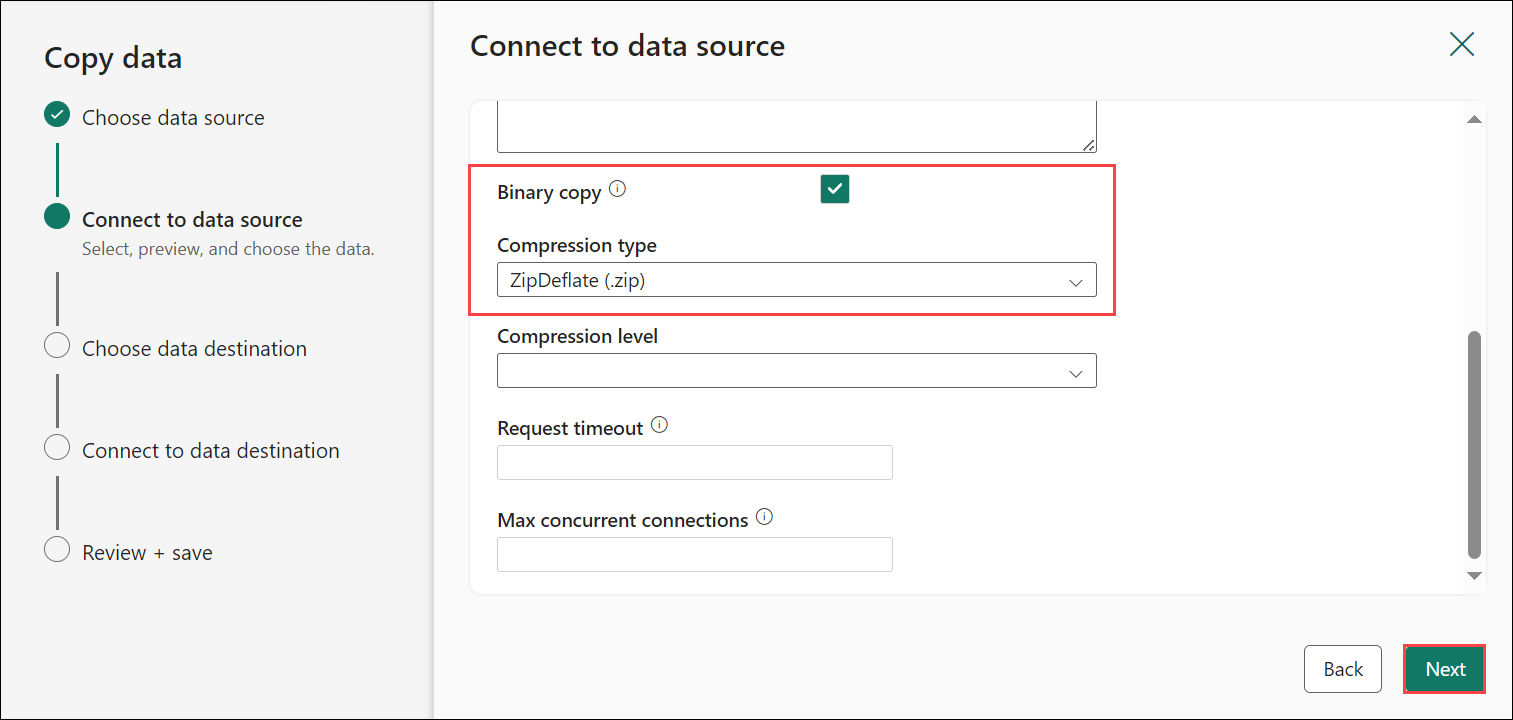 Copy data
Choose data source
Connect to data source
Select, preview, and choose the data.
Choose data destination
Connect to data destination
Review + save
Connect to data source
Binary copy
Compression type
ZipDeflate (.zip)
Compression level
Request timeout
Max concurrent connections
Back
Next